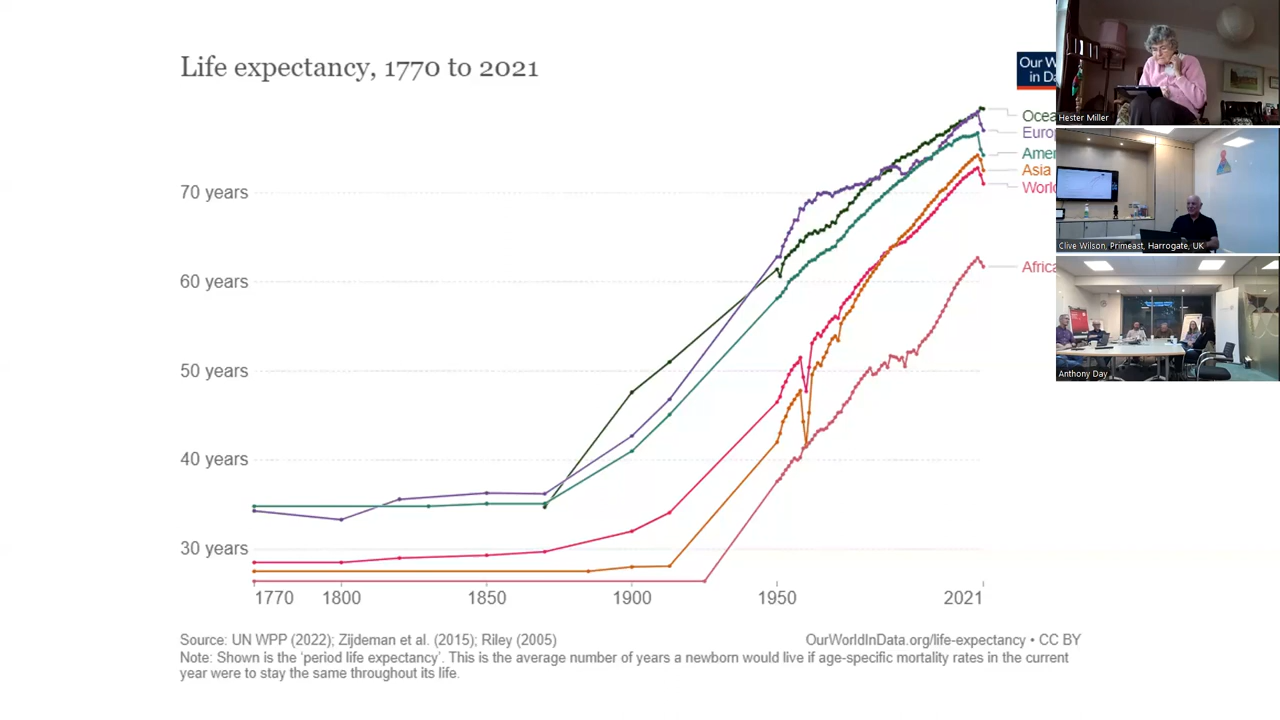 Life expectancy, 1770 to 2021
Our W
in Da
Ocea
Euro
Amer
Asia
World
Africa
70 years
60 years
50 years
40 years
30 years
1770
1800
1850
1900
1950
2021
Source: UN WPP (2022); Zijdeman et al. (2015); Riley (2005)
OurWorldInData.org/life-expectancy • CC BY
Note: Shown is the 'period life expectancy'. This is the average number of years a newborn would live if age-specific mortality rates in the current
year were to stay the same throughout its life.
Hester Miller
Clive Wilson, Primeast, Harrogate, UK
Anthony Day